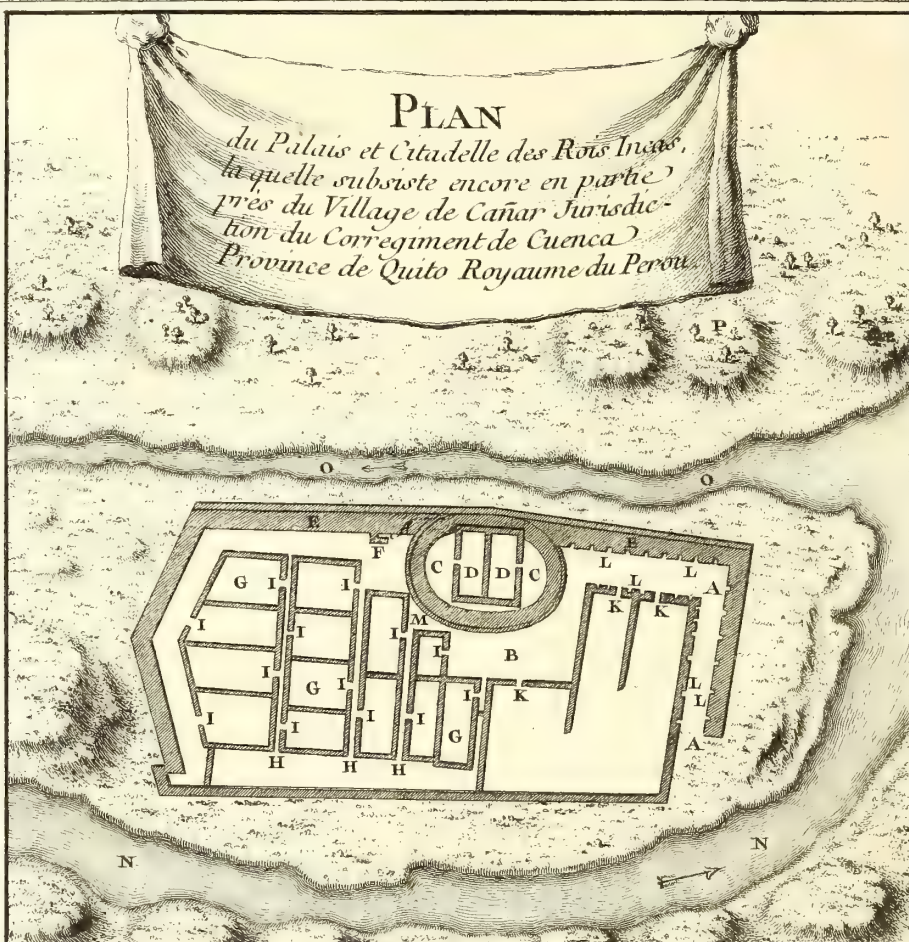 PLAN
du Palais et Citadelle des Rois Incas,
la quelle subsiste encore en partie
près du Village de Cañar Jurisdic-
tion du Corregiment de Cuenca
Province de Quito Royaume du Perou.
P
O
O
E
A
E
F
C
D
D
C
L
L
L
A
G
I
I
K
K
I
I
I
M
I
B
I
G
I
I
K
L
L
I
I
I
I
G
A
H
H
H
N
N